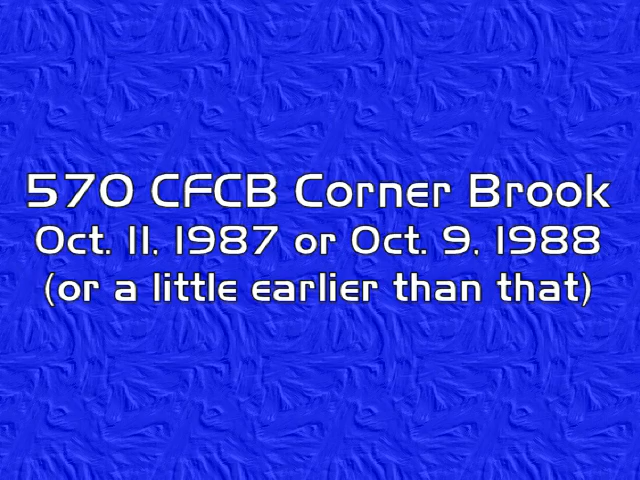 570 CFCB Corner Brook
Oct. 11, 1987 or Oct. 9, 1988
(or a little earlier than that)